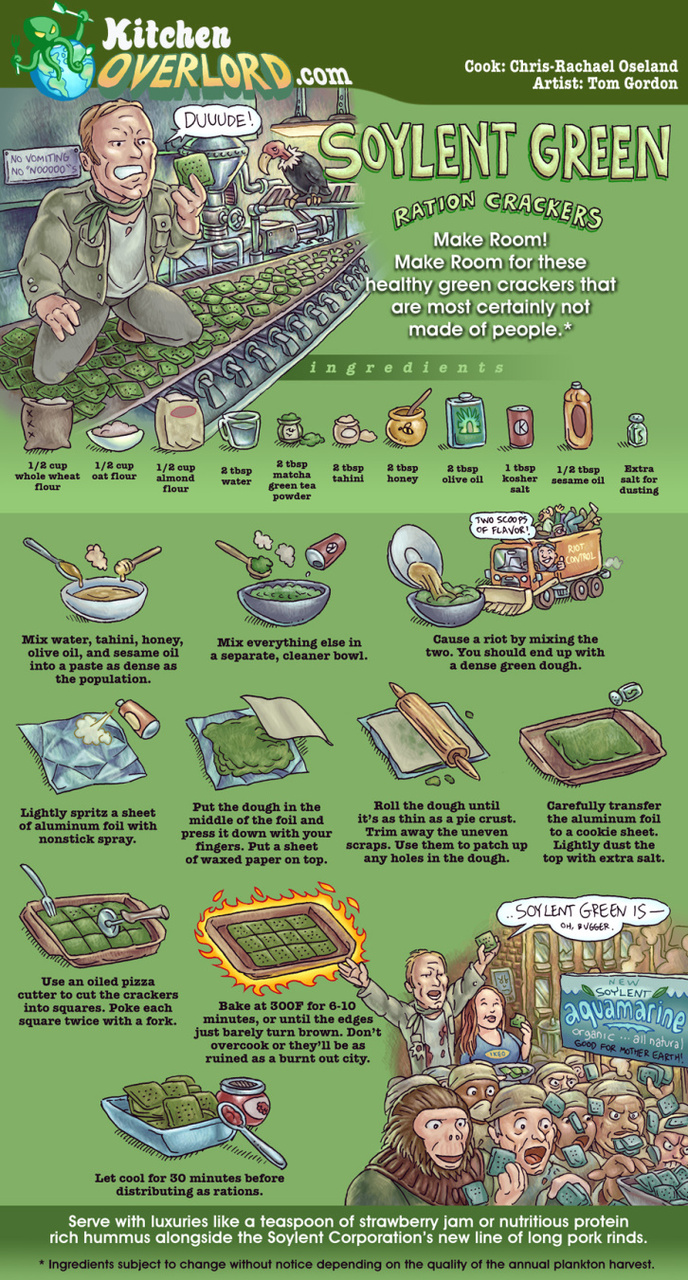 Kitchen
OVERLORD.com
Cook: Chris-Rachael Oseland
Artist: Tom Gordon
DUUUDE!
NO VOMITING
NO "NOOOOO"'S
SOYLENT GREEN
RATION CRACKERS
Make Room!
Make Room for these
healthy green crackers that
are most certainly not
made of people.*
ingredients
1/2 cup
whole wheat
flour
1/2 cup
oat flour
1/2 cup
almond
flour
2 tbsp
water
2 tbsp
matcha
green tea
powder
2 tbsp
tahini
2 tbsp
honey
2 tbsp
olive oil
K
1 tbsp
kosher
salt
1/2 tbsp
sesame oil
Extra
salt for
dusting
Mix water, tahini, honey,
olive oil, and sesame oil
into a paste as dense as
the population.
Mix everything else in
a separate, cleaner bowl.
TWO SCOOPS
OF FLAVOR!
RIOT
CONTROL
Cause a riot by mixing the
two. You should end up with
a dense green dough.
Lightly spritz a sheet
of aluminum foil with
nonstick spray.
Put the dough in the
middle of the foil and
press it down with your
fingers. Put a sheet
of waxed paper on top.
Roll the dough until
it's as thin as a pie crust.
Trim away the uneven
scraps. Use them to patch up
any holes in the dough.
Carefully transfer
the aluminum foil
to a cookie sheet.
Lightly dust the
top with extra salt.
Use an oiled pizza
cutter to cut the crackers
into squares. Poke each
square twice with a fork.
Bake at 300F for 6-10
minutes, or until the edges
just barely turn brown. Don't
overcook or they'll be as
ruined as a burnt out city.
..SOYLENT GREEN IS—
OH, BUGGER.
NEW
SOYLENT
aquamarine
organic ... all natural
GOOD FOR MOTHER EARTH!
Let cool for 30 minutes before
distributing as rations.
Serve with luxuries like a teaspoon of strawberry jam or nutritious protein
rich hummus alongside the Soylent Corporation's new line of long pork rinds.
* Ingredients subject to change without notice depending on the quality of the annual plankton harvest.